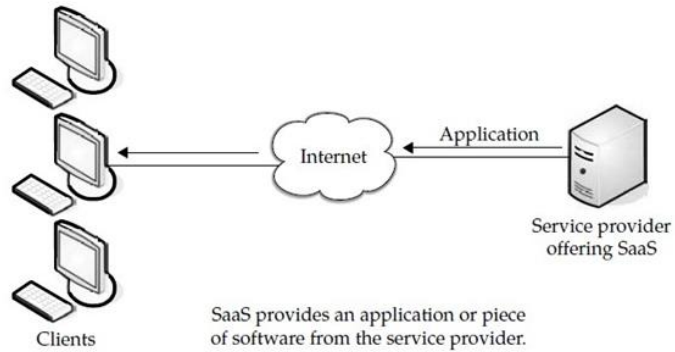 Application
Internet
Service provider
offering SaaS
Clients
SaaS provides an application or piece
of software from the service provider.